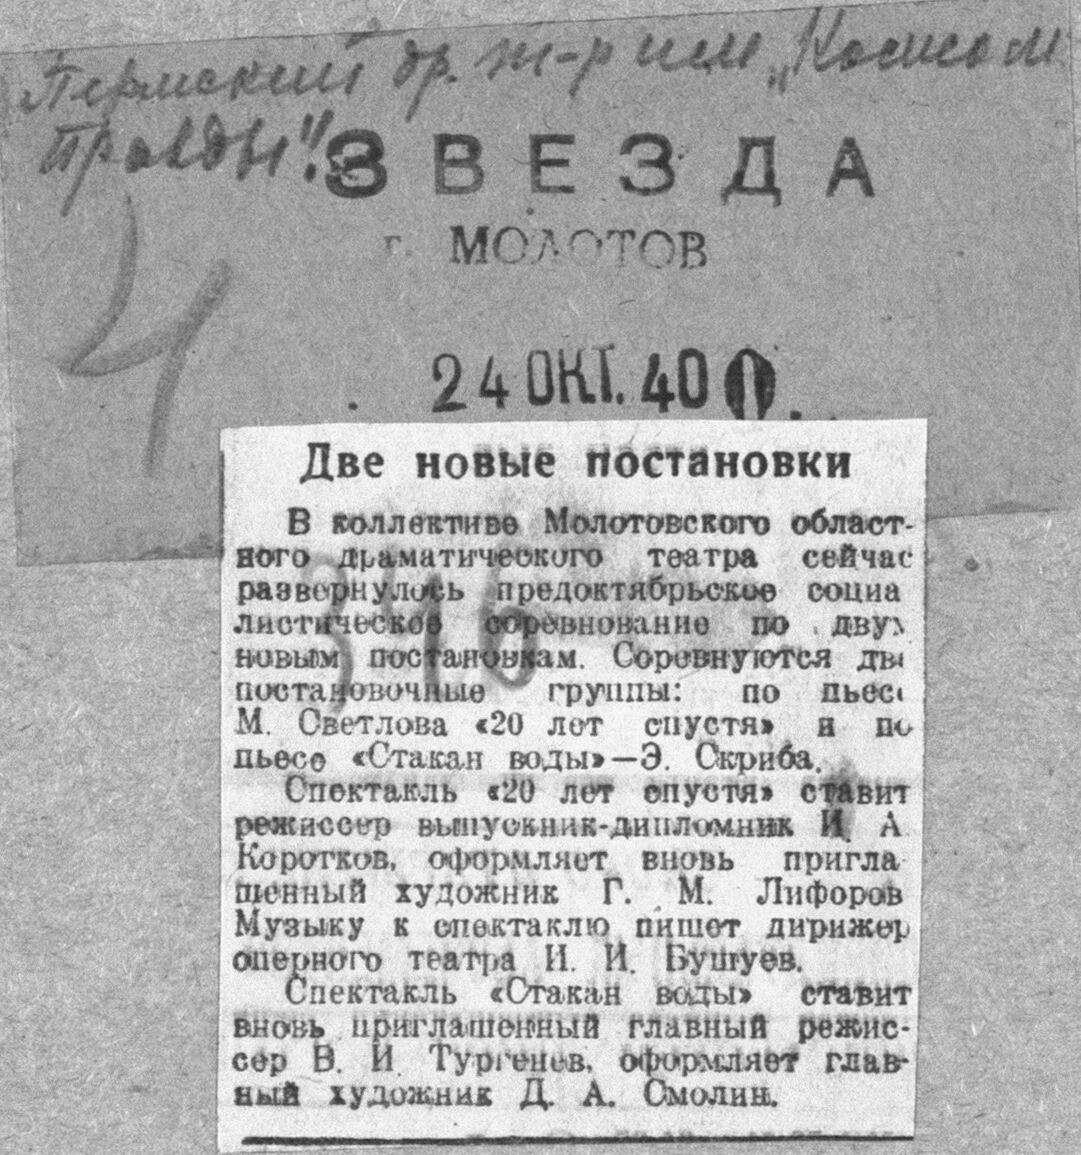 Пермский др. т-р им „Комсом.
Правды".
ЗВЕЗДА
г. МОЛОТОВ
24 ОКТ. 40
4
Две новые постановки
В коллективе Молотовского област-
ного драматического театра сейчас
развернулось предоктябрьское социа
листическое соревнование по двух
новым постановкам. Соревнуются две
постановочные группы: по пьесе
М. Светлова «20 лет спустя» и по
пьесе «Стакан воды»—Э. Скриба.
Спектакль «20 лет спустя» ставит
режиссер выпускник-дипломник И. А
Коротков, оформляет вновь пригла
шенный художник Г. М. Лифоров
Музыку к спектаклю пишет дирижер
оперного театра И. И. Бушуев.
Спектакль «Стакан воды» ставит
вновь приглашенный главный режис-
сер В. И. Тургенев, оформляет глав-
ный художник Д. А. Смолин.